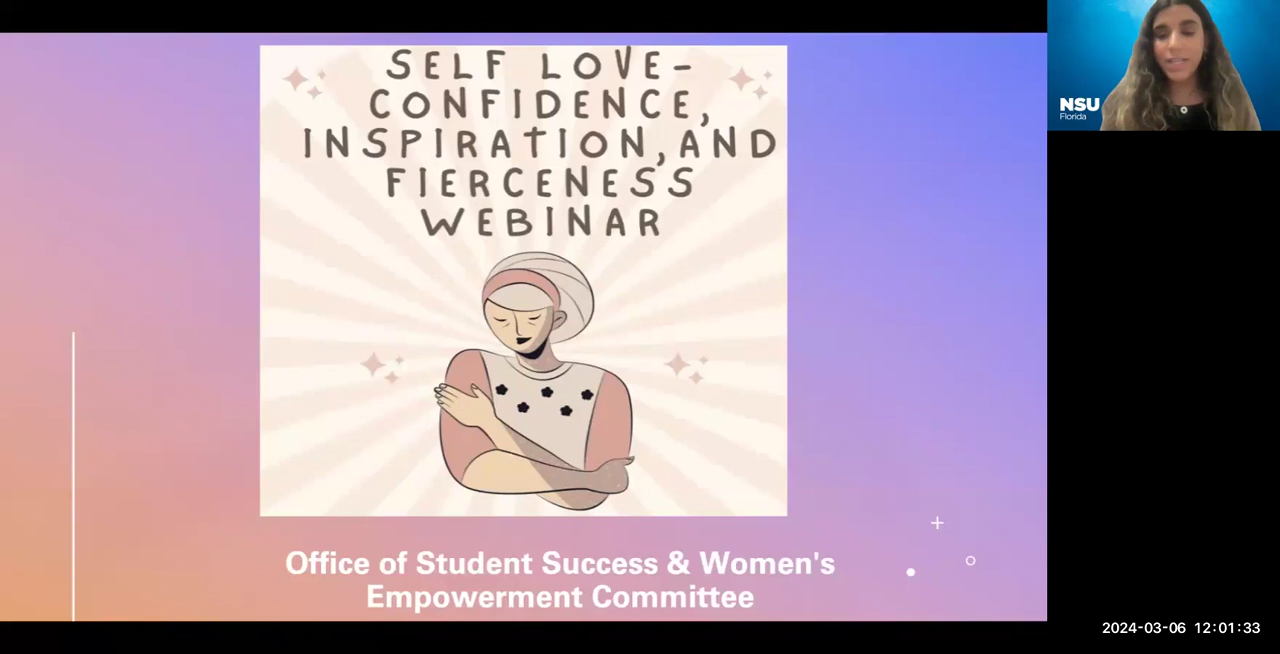 SELF LOVE-
CONFIDENCE,
INSPIRATION, AND
FIERCENESS
WEBINAR
Office of Student Success & Women's
Empowerment Committee
NSU
Florida
2024-03-06 12:01:33